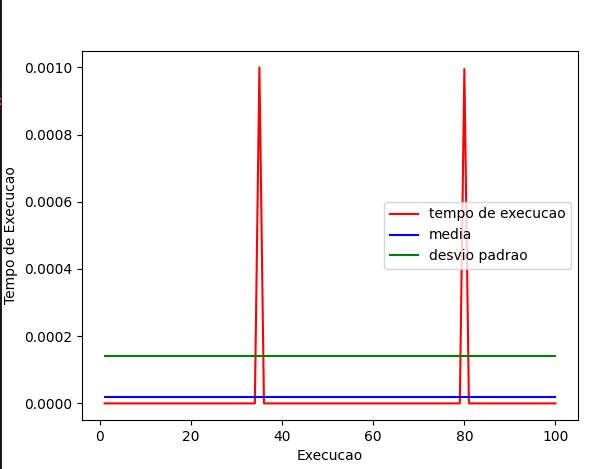 0.0010
0.0008
0.0006
0.0004
0.0002
0.0000
Tempo de Execucao
tempo de execucao
media
desvio padrao
0 20 40 60 80 100
Execucao